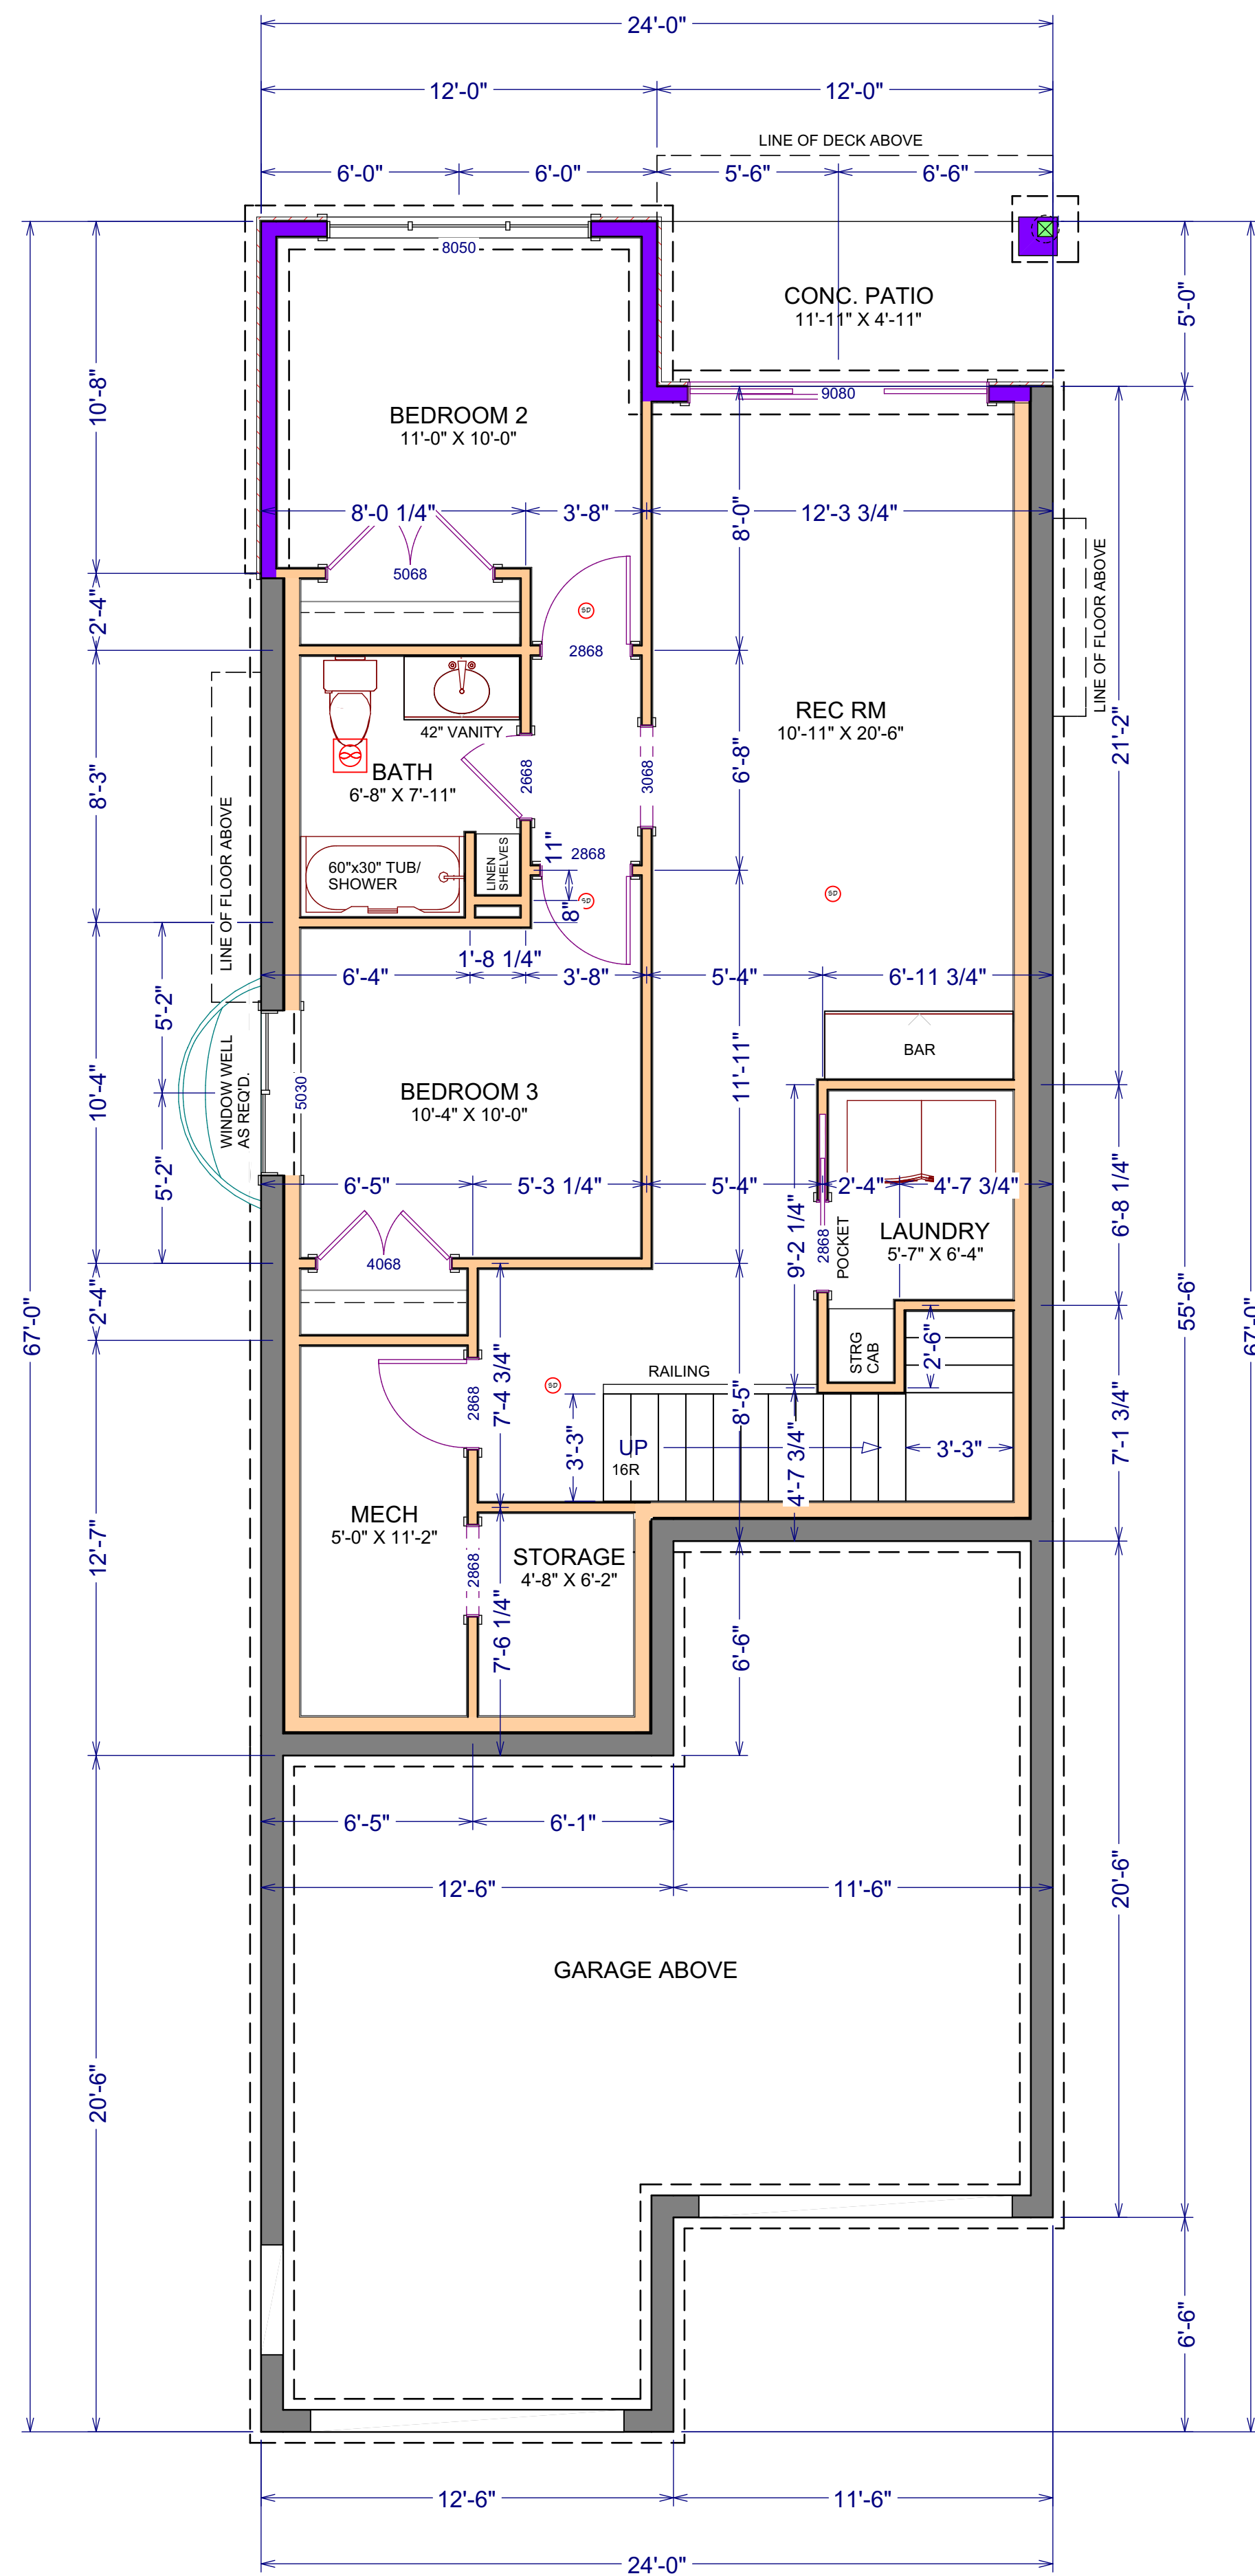 24'-0"
12'-0" 12'-0"
LINE OF DECK ABOVE
6'-0" 6'-0" 5'-6" 6'-6"
8050
CONC. PATIO
11'-11" X 4'-11"
5'-0"
10'-8"
BEDROOM 2
11'-0" X 10'-0"
9080
8'-0 1/4" 3'-8" 12'-3 3/4"
8'-0"
5068
SD
2868
2'-4"
LINE OF FLOOR ABOVE
42" VANITY
BATH
6'-8" X 7'-11"
2668
3068
6'-8"
REC RM
10'-11" X 20'-6"
21'-2"
8'-3"
LINE OF FLOOR ABOVE
60"x30" TUB/
SHOWER
LINEN
SHELVES
11"
2868
8"
SD
SD
1'-8 1/4"
6'-4" 3'-8" 5'-4" 6'-11 3/4"
5'-2"
BAR
WINDOW WELL
AS REQ'D.
5030
BEDROOM 3
10'-4" X 10'-0"
11'-11"
10'-4"
5'-2"
6'-5" 5'-3 1/4" 5'-4" 2'-4" 4'-7 3/4"
6'-8 1/4"
9'-2 1/4"
2868
POCKET
LAUNDRY
5'-7" X 6'-4"
4068
2'-4"
67'-0"
55'-6"
67'-0"
STRG
CAB
2'-6"
RAILING
SD
2868
7'-4 3/4"
3'-3"
8'-5"
UP
16R
4'-7 3/4"
3'-3"
7'-1 3/4"
MECH
5'-0" X 11'-2"
12'-7"
2868
STORAGE
4'-8" X 6'-2"
7'-6 1/4"
6'-6"
6'-5" 6'-1"
12'-6" 11'-6"
20'-6"
GARAGE ABOVE
20'-6"
6'-6"
12'-6" 11'-6"
24'-0"